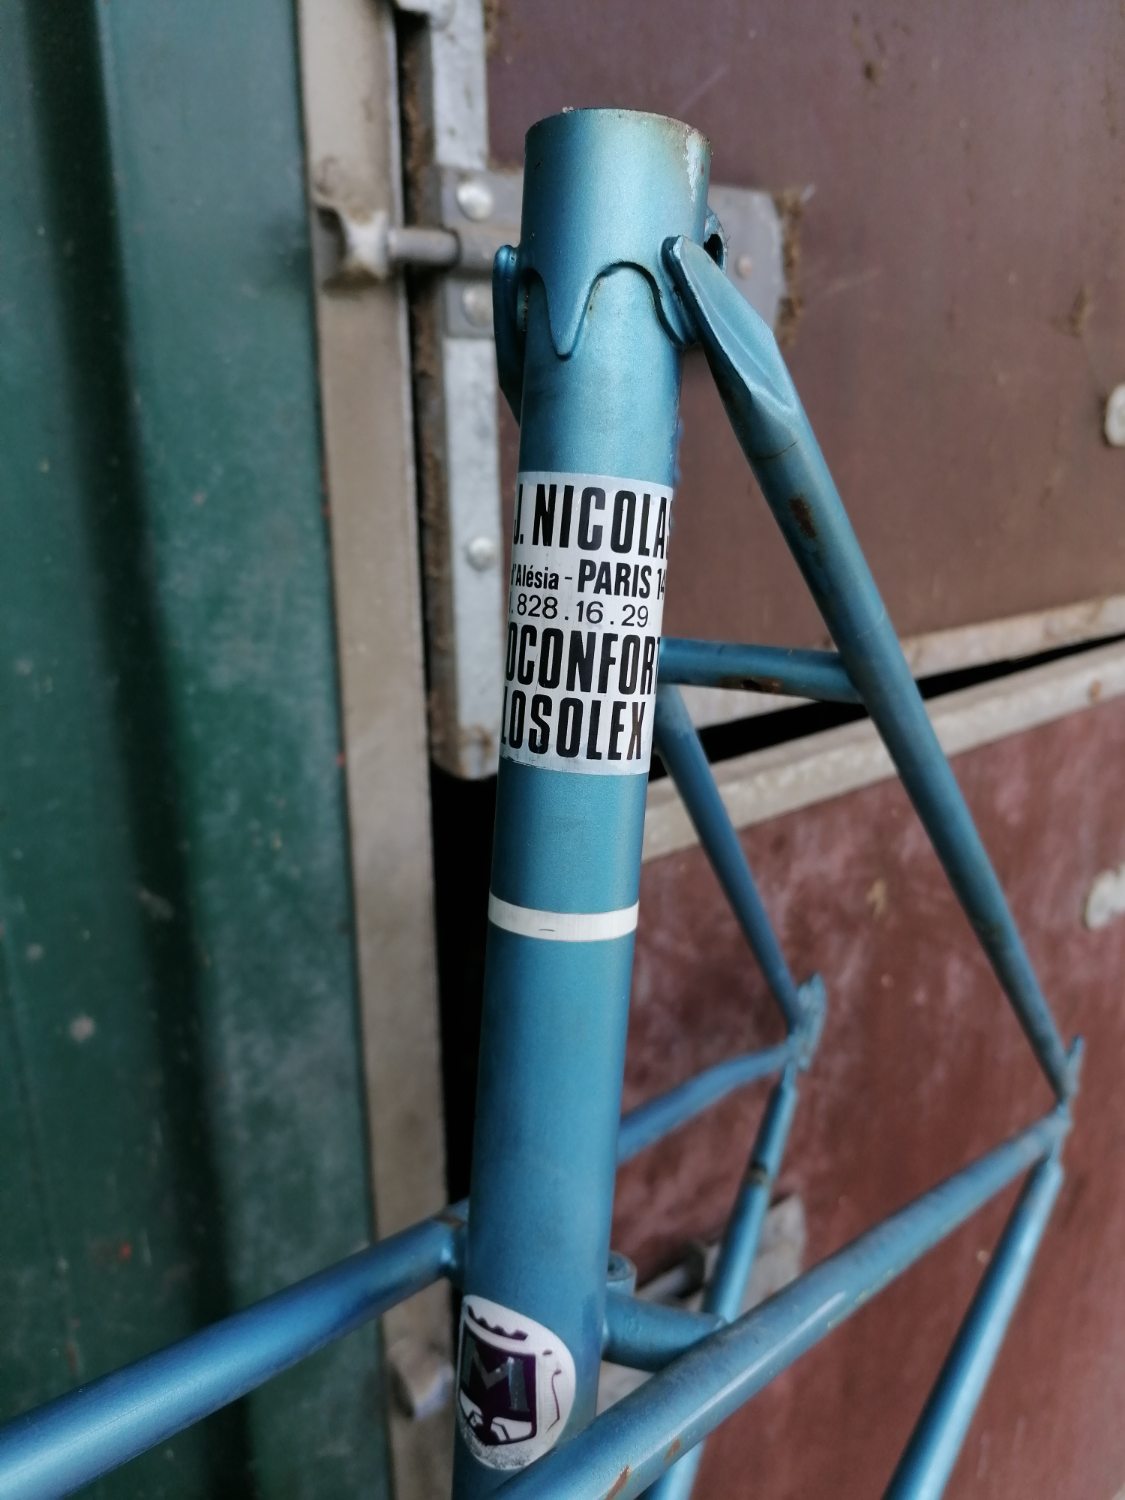 J. NICOLAS
d'Alésia - PARIS 14
. 828.16.29
OCONFORT
LOSOLEX
M